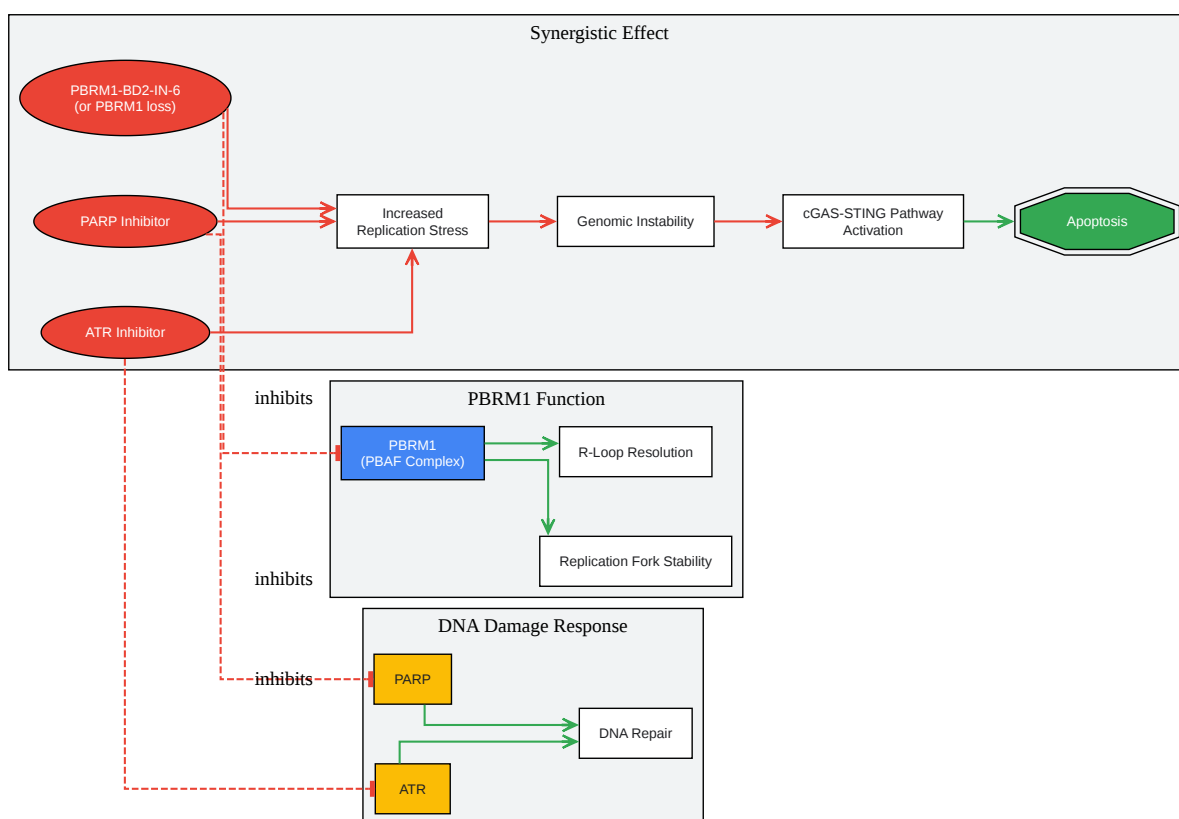 Synergistic Effect
PBRM1-BD2-IN-6
(or PBRM1 loss)
PARP Inhibitor
Increased
Replication Stress
Genomic Instability
cGAS-STING Pathway
Activation
Apoptosis
ATR Inhibitor
inhibits
PBRM1 Function
PBRM1
(PBAF Complex)
R-Loop Resolution
Replication Fork Stability
inhibits
DNA Damage Response
inhibits
PARP
DNA Repair
ATR